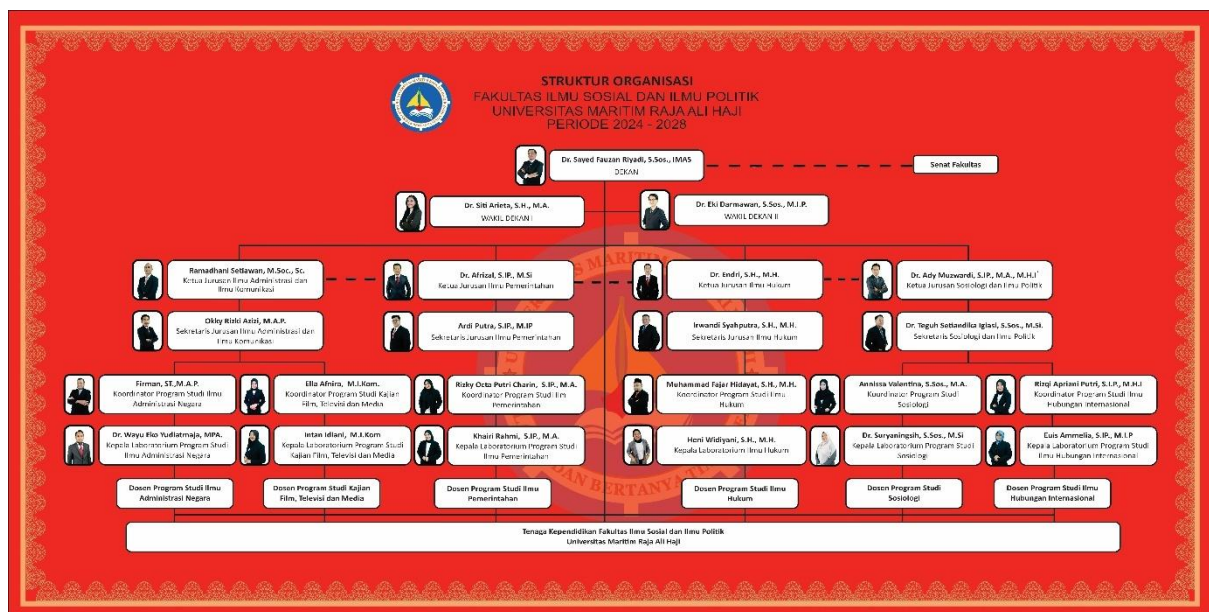 STRUKTUR ORGANISASI
FAKULTAS ILMU SOSIAL DAN ILMU POLITIK
UNIVERSITAS MARITIM RAJA ALI HAJI
PERIODE 2024 - 2028
Dr. Sayed Fauzan Riyadi, S.Sos., IMAS
DEKAN
Senat Fakultas
Dr. Siti Arieta, S.H., M.A.
WAKIL DEKAN I
Dr. Eki Darmawan, S.Sos., M.I.P.
WAKIL DEKAN II
Ramadhani Setiawan, M.Soc., Sc.
Ketua Jurusan Ilmu Administrasi dan
Ilmu Komunikasi
Dr. Afrizal, S.IP., M.Si
Ketua Jurusan Ilmu Pemerintahan
Dr. Endri, S.H., M.H.
Ketua Jurusan Ilmu Hukum
Dr. Ady Muzwardi, S.IP., M.A., M.H.I
Ketua Jurusan Sosiologi dan Ilmu Politik
Okky Rizki Azizi, M.A.P.
Sekretaris Jurusan Ilmu Administrasi dan
Ilmu Komunikasi
Ardi Putra, S.IP., M.IP
Sekretaris Jurusan Ilmu Pemerintahan
Irwandi Syahputra, S.H., M.H.
Sekretaris Jurusan Ilmu Hukum
Dr. Teguh Setiandika Igiasi, S.Sos., M.Si.
Sekretaris Sosiologi dan Ilmu Politik
Firman, ST.,M.A.P.
Koordinator Program Studi Ilmu
Administrasi Negara
Ella Afnira, M.I.Kom.
Koordinator Program Studi Kajian
Film, Televisi dan Media
Rizky Octa Putri Charin, S.IP., M.A.
Koordinator Program Studi Ilm
Pemerintahan
Muhammad Fajar Hidayat, S.H., M.H.
Koordinator Program Studi Ilmu
Hukum
Annissa Valentina, S.Sos., M.A.
Kuordinator Program Studi
Sosiologi
Rizqi Apriani Putri, S.I.P., M.H.I
Koordinator Program Studi Ilmu
Hubungan Internasional
Dr. Wayu Eko Yudiatmaja, MPA.
Kepala Laboratorium Program Studi
Ilmu Administrasi Negara
Intan Idiani, M.I.Kom
Kepala Laboratorium Program Studi
Kajian Film, Televisi dan Media
Khairi Rahmi, S.IP., M.A.
Kepala Laboratorium Program Studi
Ilmu Pemerintahan
Heni Widiyani, S.H., M.H.
Kepala Laboratorium Ilmu Hukum
Dr. Suryaningsih, S.Sos., M.Si
Kepala Laboratorium Program Studi
Sosiologi
Euis Ammelia, S.IP., M.I.P
Kepala Laboratorium Program Studi
Ilmu Hubungan Internasional
Dosen Program Studi Ilmu
Administrasi Negara
Dosen Program Studi Kajian
Film, Televisi dan Media
Dosen Program Studi Ilmu
Pemerintahan
Dosen Program Studi Ilmu
Hukum
Dosen Program Studi
Sosiologi
Dosen Program Studi Ilmu
Hubungan Internasional
Tenaga Kependidikan Fakultas Ilmu Sosial dan Ilmu Politik
Universitas Maritim Raja Ali Haji